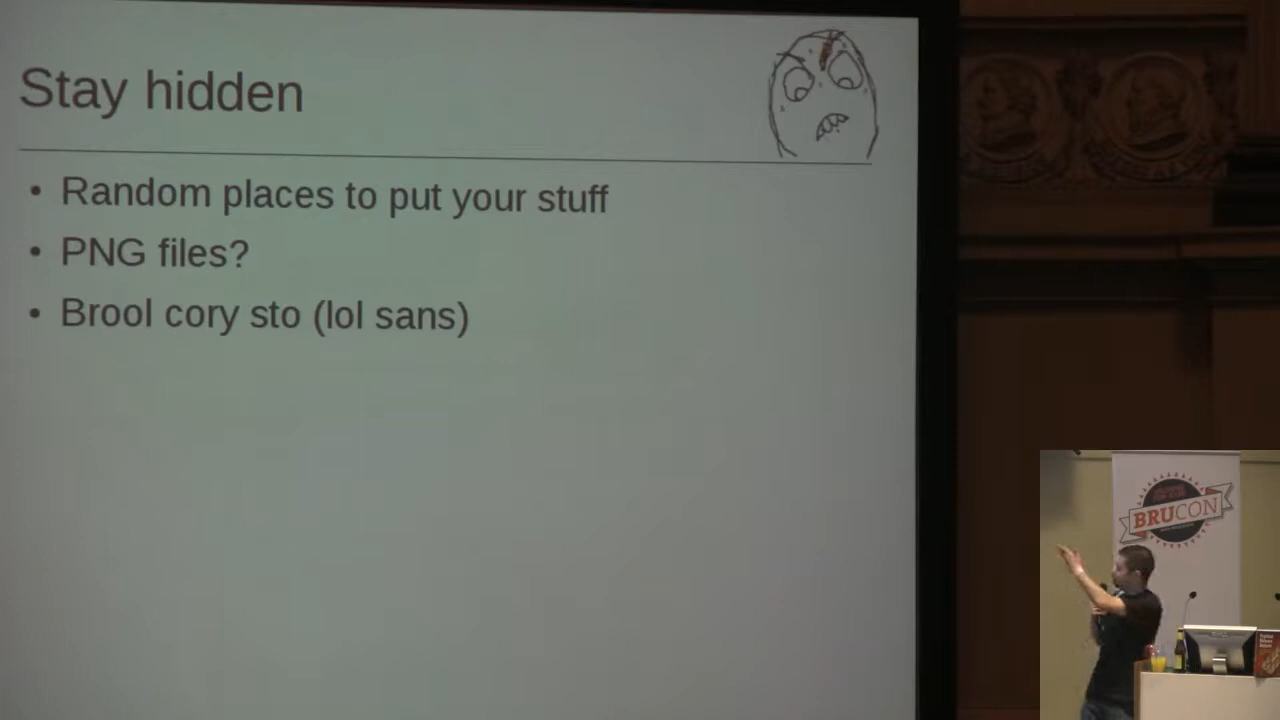 Stay hidden
• Random places to put your stuff
• PNG files?
• Brool cory sto (lol sans)
BRUCON